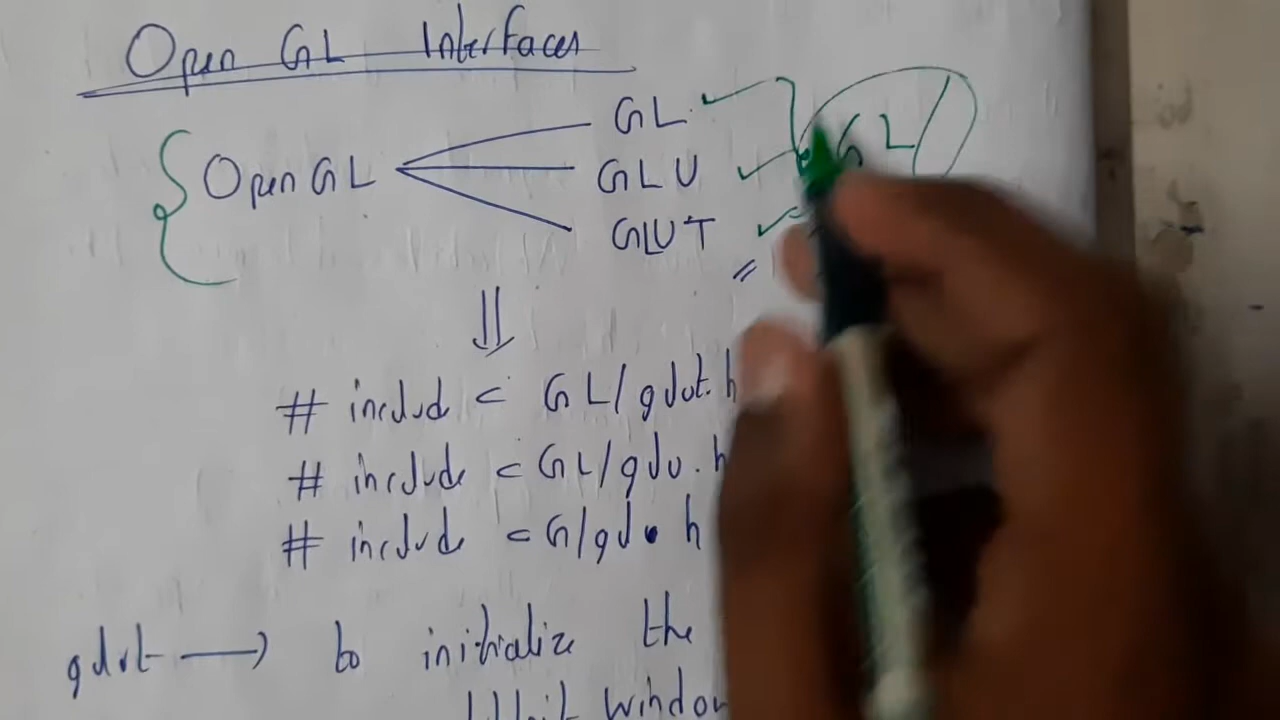 Open GL Interfaces
GL
OpenGL GLU GL/
GLUT
# includ < GL/glut.h
# include < GL/glu.h
# include <G/gl.h
glut → to initialize the
window